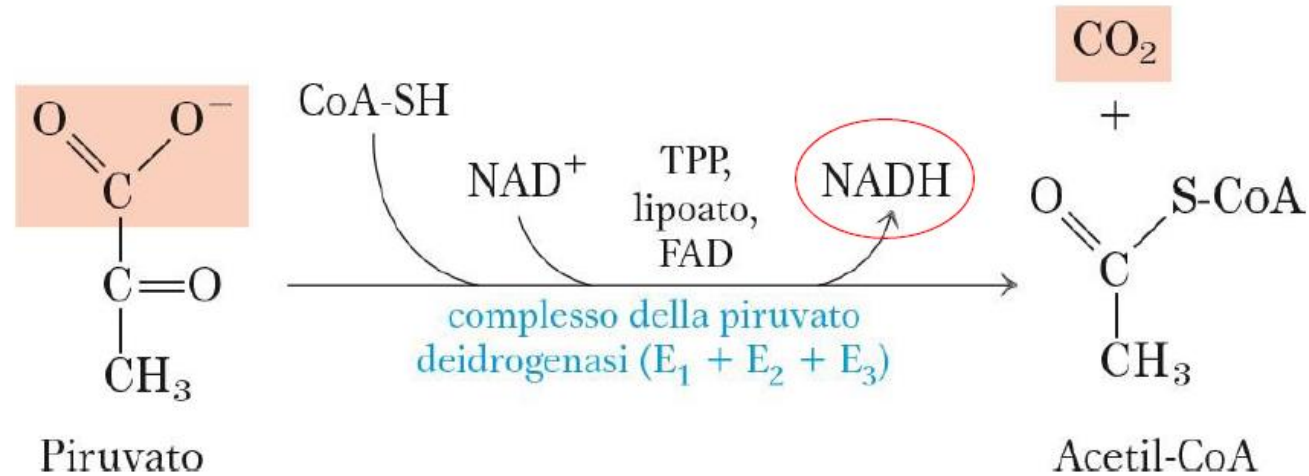 CO₂
+
O
O⁻
C
C=O
CH₃
Piruvato
CoA-SH
NAD⁺
TPP,
lipoato,
FAD
NADH
complesso della piruvato
deidrogenasi (E₁ + E₂ + E₃)
O
S-CoA
C
CH₃
Acetil-CoA